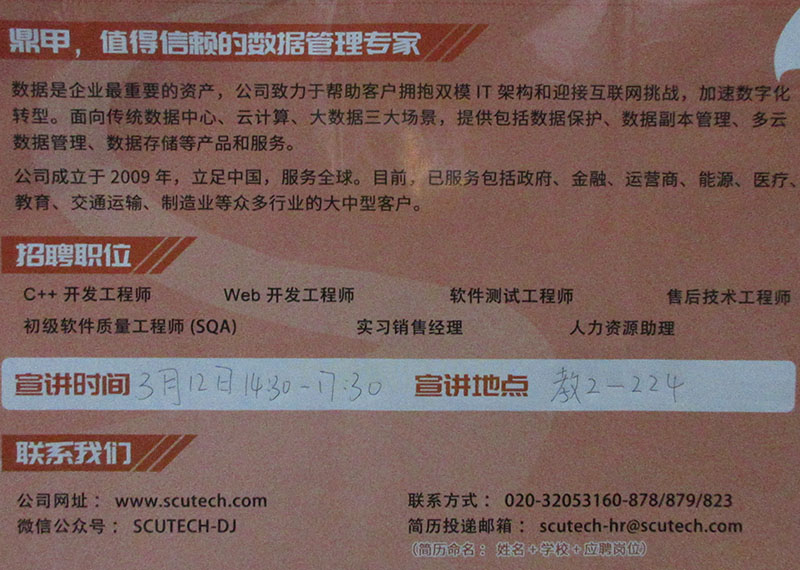 鼎甲，值得信赖的数据管理专家
数据是企业最重要的资产，公司致力于帮助客户拥抱双模 IT 架构和迎接互联网挑战，加速数字化
转型。面向传统数据中心、云计算、大数据三大场景，提供包括数据保护、数据副本管理、多云
数据管理、数据存储等产品和服务。
公司成立于 2009 年，立足中国，服务全球。目前，已服务包括政府、金融、运营商、能源、医疗、
教育、交通运输、制造业等众多行业的大中型客户。
招聘职位
C++ 开发工程师 Web 开发工程师 软件测试工程师 售后技术工程师
初级软件质量工程师 (SQA) 实习销售经理 人力资源助理
宣讲时间 3月12日14:30-17:30 宣讲地点 教2-224
联系我们
公司网址： www.scutech.com 联系方式： 020-32053160-878/879/823
微信公众号： SCUTECH-DJ 简历投递邮箱： scutech-hr@scutech.com
（简历命名： 姓名+学校+应聘岗位）